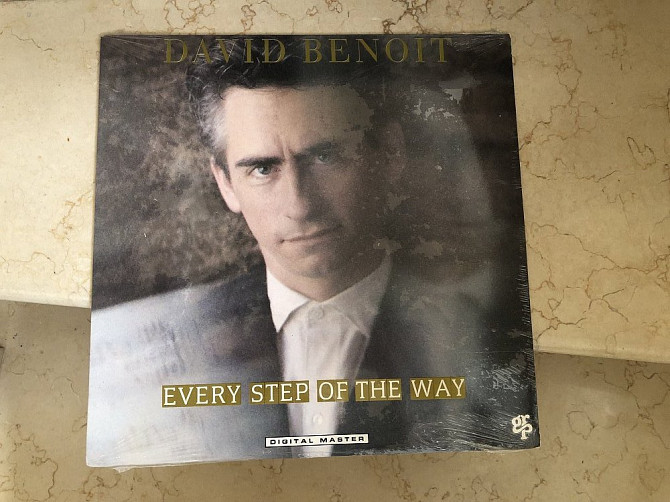 DAVID BENOIT
EVERY STEP OF THE WAY
DIGITAL MASTER
grp